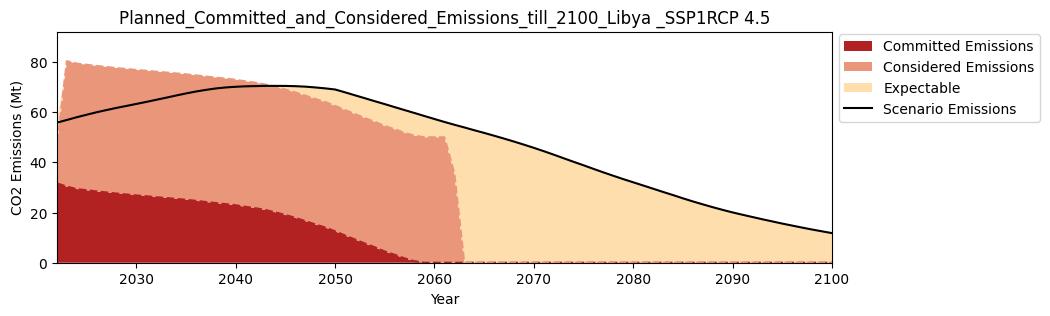 Planned_Committed_and_Considered_Emissions_till_2100_Libya _SSP1RCP 4.5
Committed Emissions
Considered Emissions
Expectable
Scenario Emissions
CO2 Emissions (Mt)
80
60
40
20
0
2030 2040 2050 2060 2070 2080 2090 2100
Year